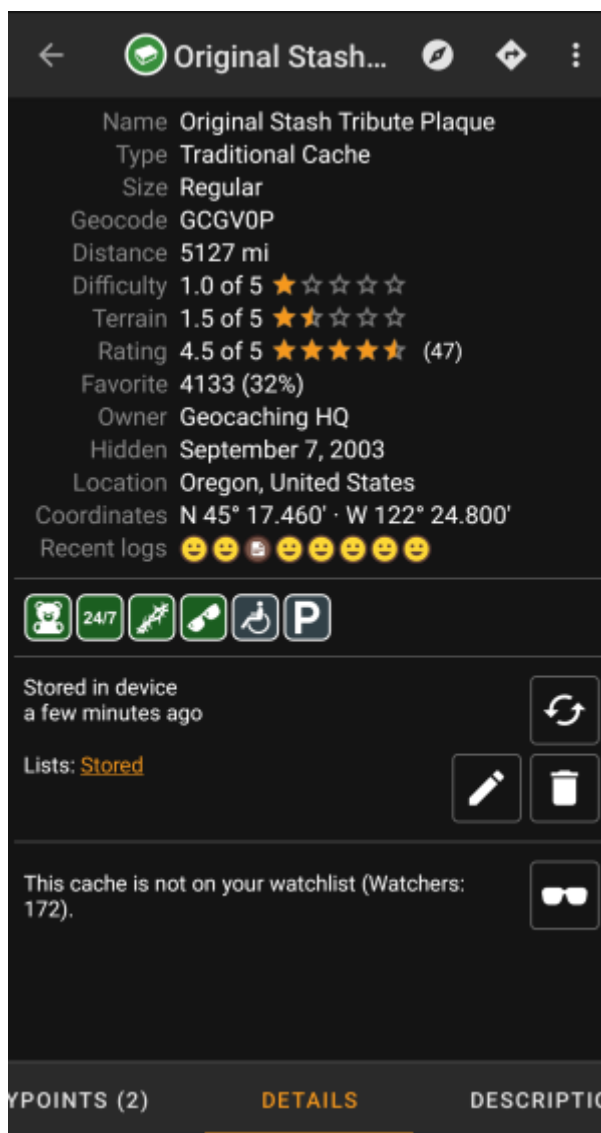 Original Stash...
Name Original Stash Tribute Plaque
Type Traditional Cache
Size Regular
Geocode GCGV0P
Distance 5127 mi
Difficulty 1.0 of 5
Terrain 1.5 of 5
Rating 4.5 of 5 (47)
Favorite 4133 (32%)
Owner Geocaching HQ
Hidden September 7, 2003
Location Oregon, United States
Coordinates N 45° 17.460' · W 122° 24.800'
Recent logs
24/7 P
Stored in device
a few minutes ago
Lists: Stored
This cache is not on your watchlist (Watchers:
172).
YPOINTS (2) DETAILS DESCRIPTIO